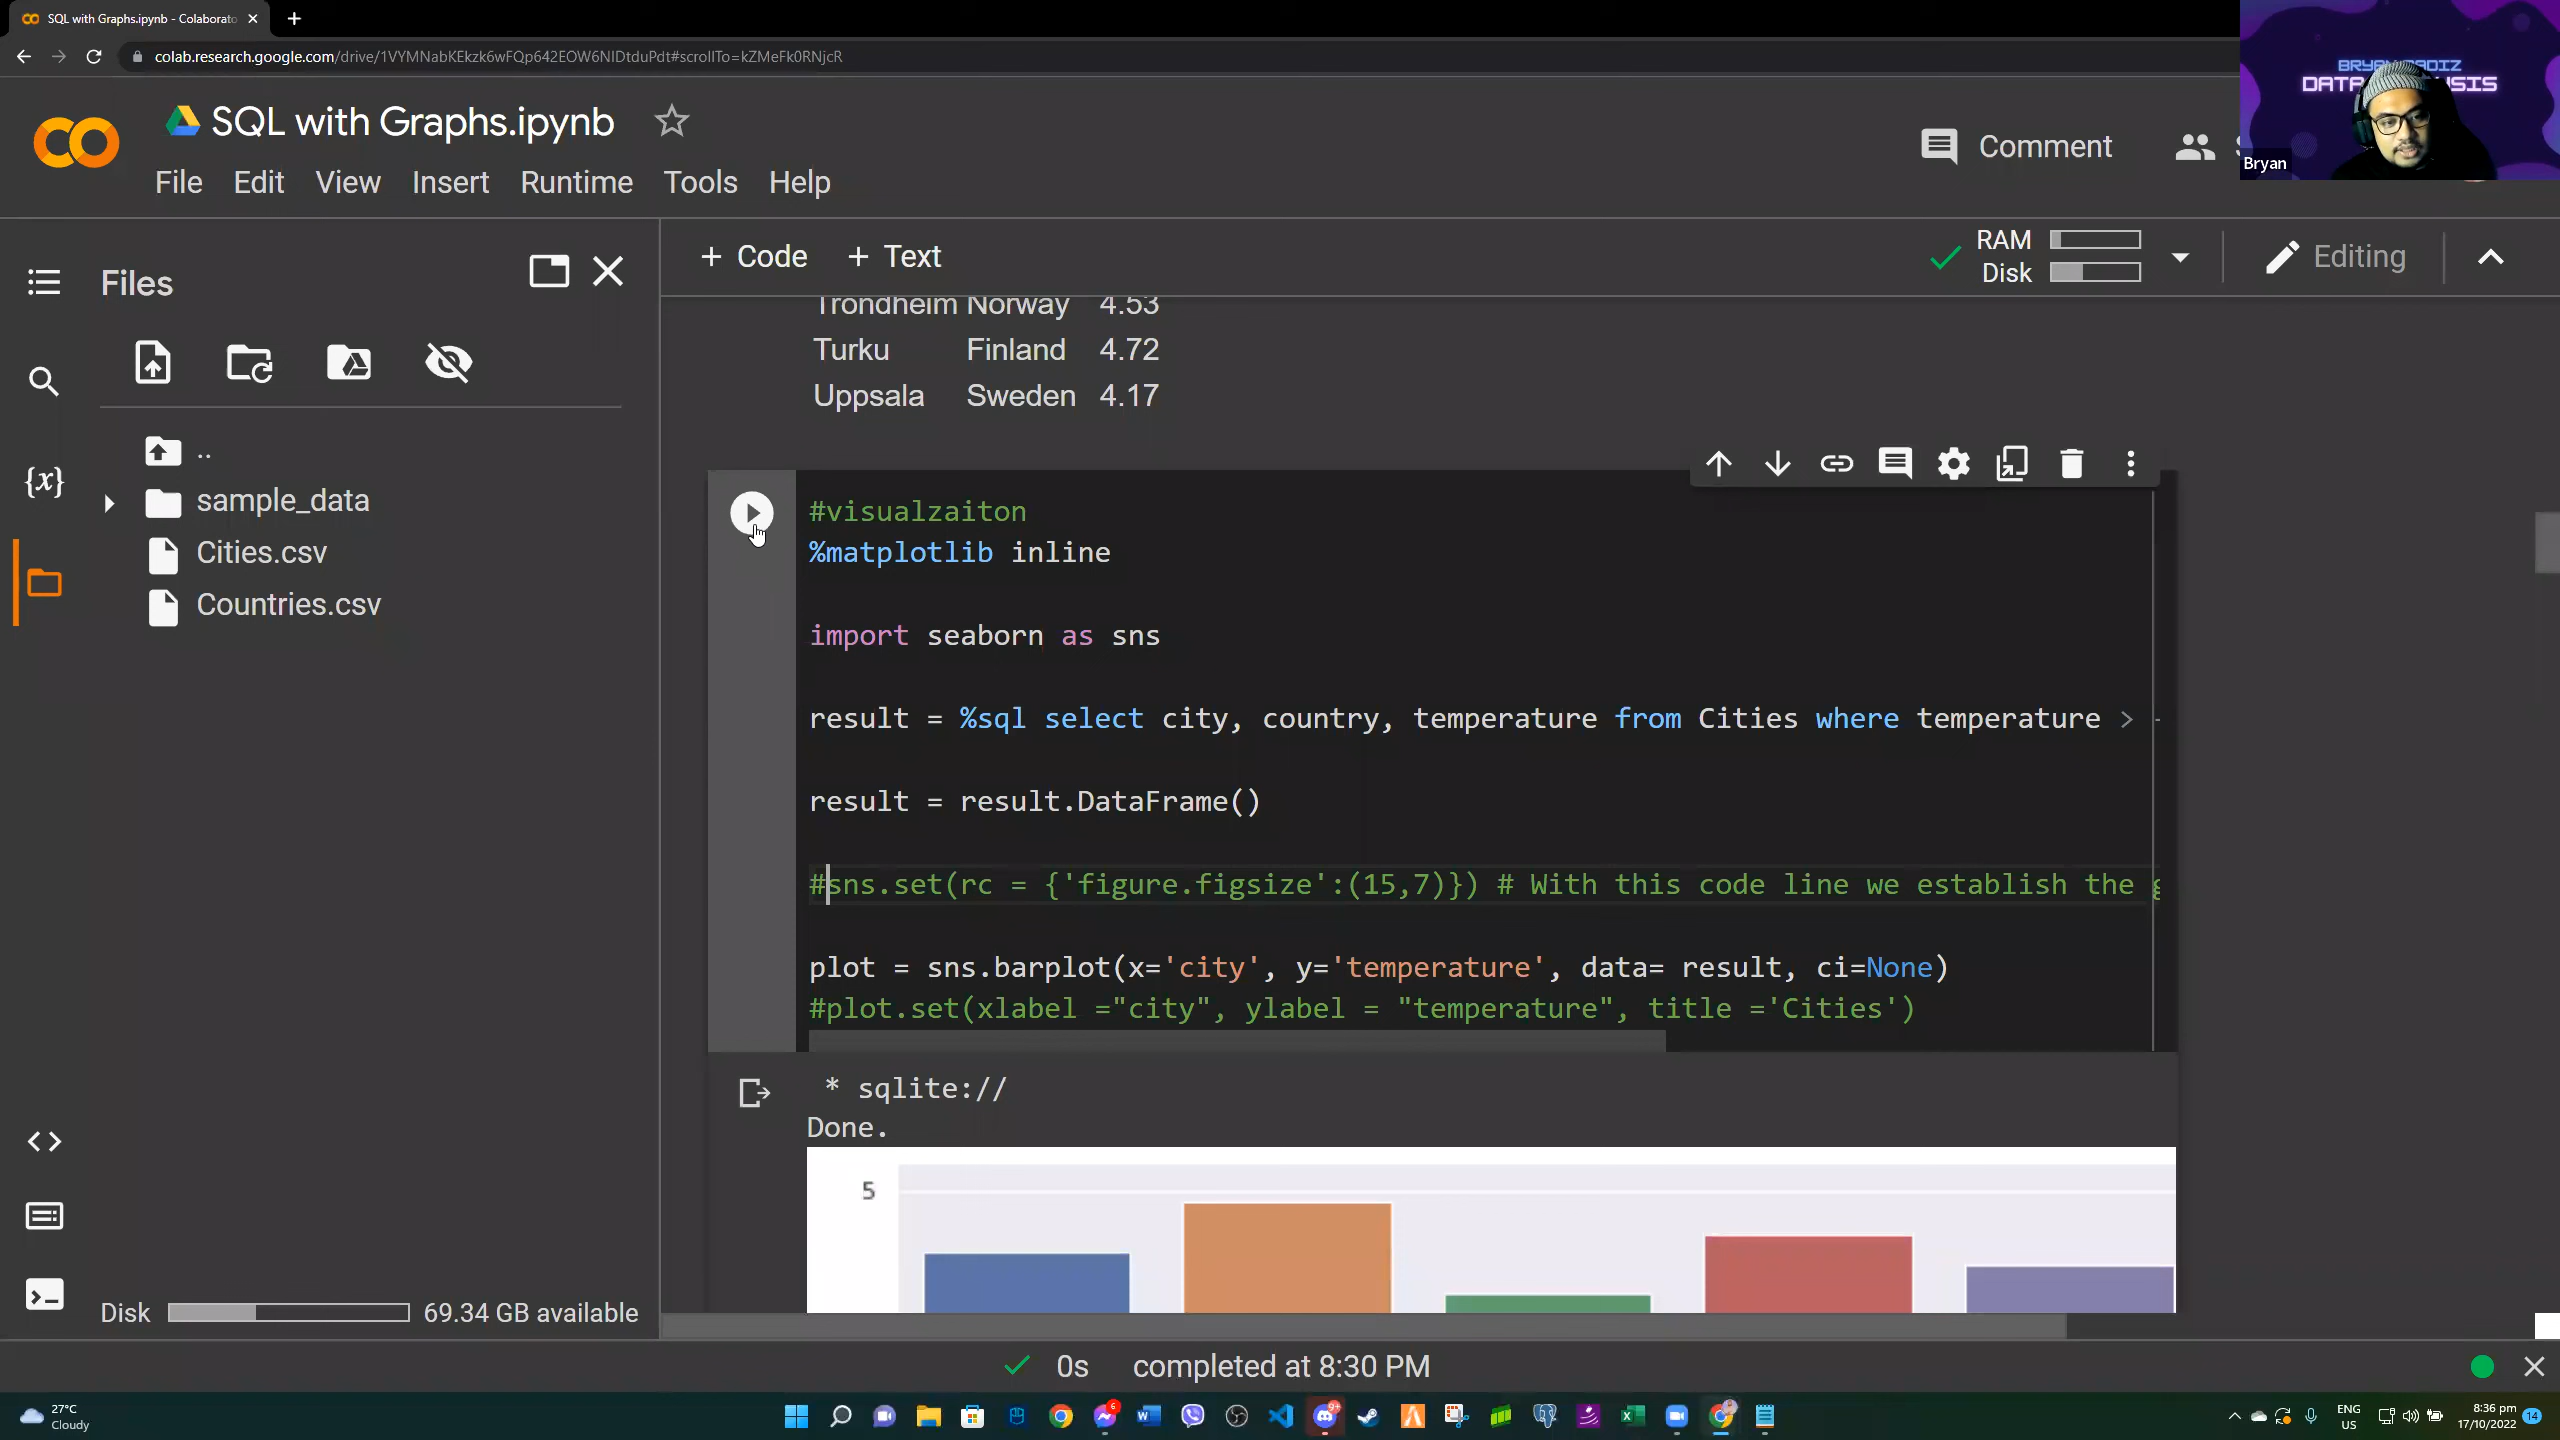 SQL with Graphs.ipynb - Colaborato
colab.research.google.com/drive/1VYMNabKEkzk6wFQp642EOW6NIDtduPdt#scrollTo=kZMeFk0RNjcR
SQL with Graphs.ipynb
File Edit View Insert Runtime Tools Help
Comment
BRYAN
DATA
SIS
Bryan
Files
+ Code + Text
RAM
Disk
Editing
..
sample_data
Cities.csv
Countries.csv
Disk 69.34 GB available
Trondheim Norway 4.53
Turku Finland 4.72
Uppsala Sweden 4.17
#visualzaiton
%matplotlib inline
import seaborn as sns
result = %sql select city, country, temperature from Cities where temperature > -
result = result.DataFrame()
#sns.set(rc = {'figure.figsize':(15,7)}) # With this code line we establish the g
plot = sns.barplot(x='city', y='temperature', data= result, ci=None)
#plot.set(xlabel ="city", ylabel = "temperature", title ='Cities')
* sqlite://
Done.
5
0s completed at 8:30 PM
27°C
Cloudy
6
9+
ENG
US
8:36 pm
17/10/2022
14